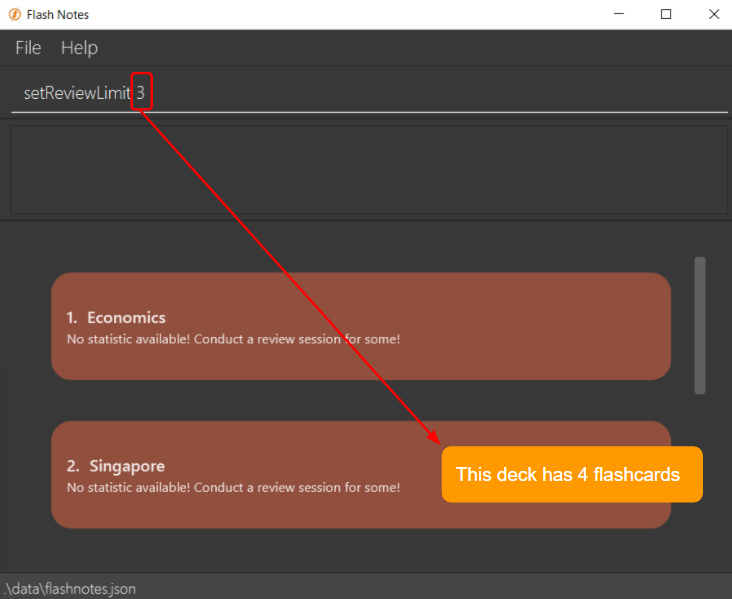 Flash Notes
File Help
setReviewLimit 3
1. Economics
No statistic available! Conduct a review session for some!
2. Singapore
No statistic available! Conduct a review session for some!
This deck has 4 flashcards
.\data\flashnotes.json